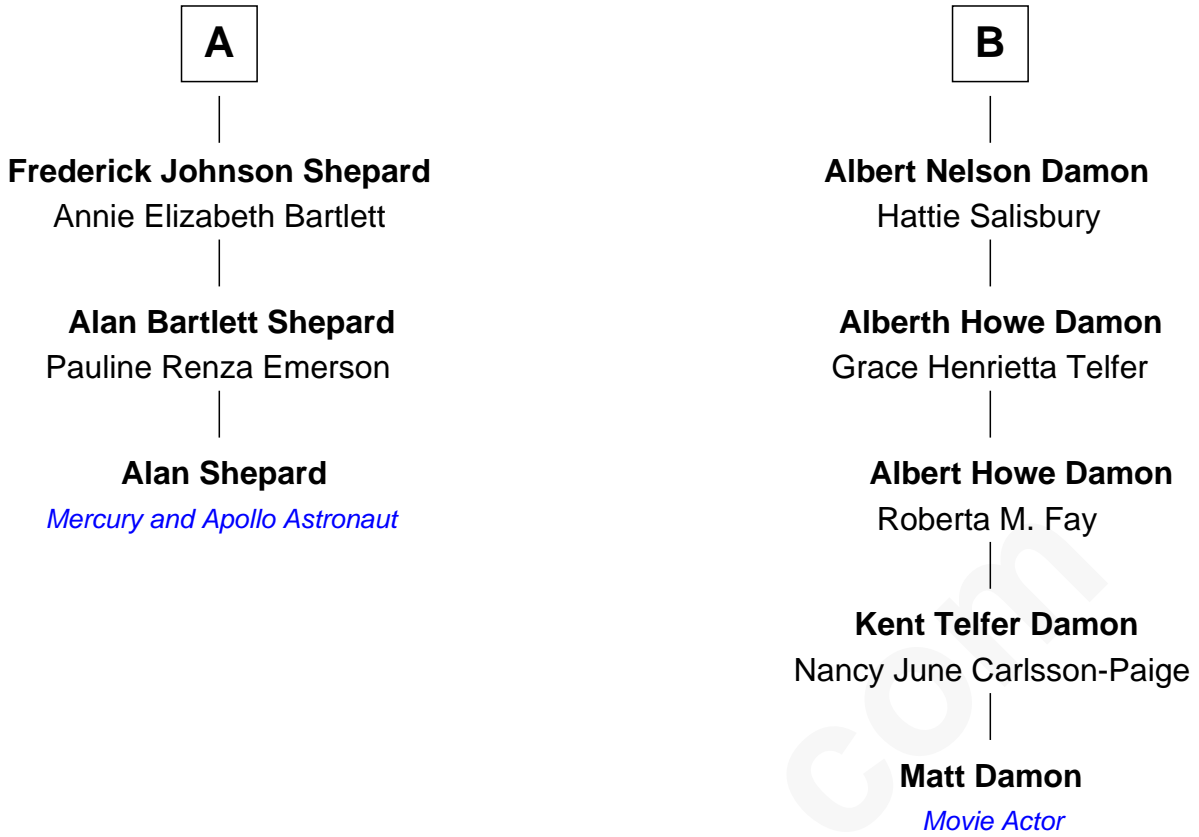 A
Frederick Johnson Shepard
Annie Elizabeth Bartlett
Alan Bartlett Shepard
Pauline Renza Emerson
Alan Shepard
Mercury and Apollo Astronaut
B
Albert Nelson Damon
Hattie Salisbury
Alberth Howe Damon
Grace Henrietta Telfer
Albert Howe Damon
Roberta M. Fay
Kent Telfer Damon
Nancy June Carlsson-Paige
Matt Damon
Movie Actor
com